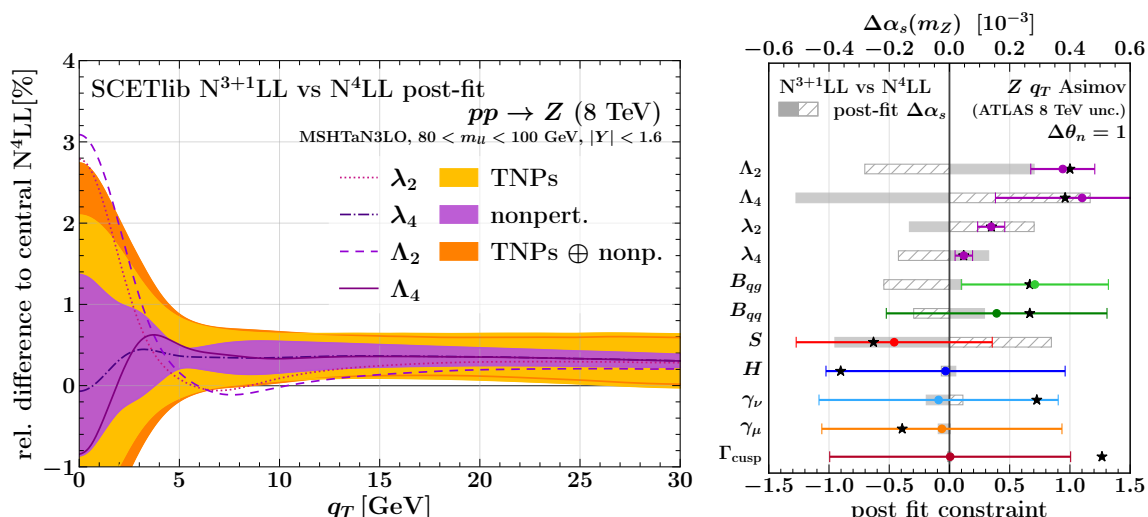 SCETlib N³⁺¹LL vs N⁴LL post-fit
pp → Z (8 TeV)
MSHTaN3LO, 80 < mₗₗ < 100 GeV, |Y| < 1.6
λ₂ TNPs
λ₄ nonpert.
Λ₂ TNPs ⊕ nonp.
Λ₄
rel. difference to central N⁴LL[%]
4
3
2
1
0
−1
0 5 10 15 20 25 30
q_T [GeV]
Δα_s(m_Z) [10⁻³]
−0.6 −0.4 −0.2 0.0 0.2 0.4 0.6
N³⁺¹LL vs N⁴LL
post-fit Δα_s
Z q_T Asimov
(ATLAS 8 TeV unc.)
Δθₙ = 1
Λ₂
Λ₄
λ₂
λ₄
B_qg
B_qq
S
H
γ_ν
γ_μ
Γ_cusp
−1.5 −1.0 −0.5 0.0 0.5 1.0 1.5
post fit constraint